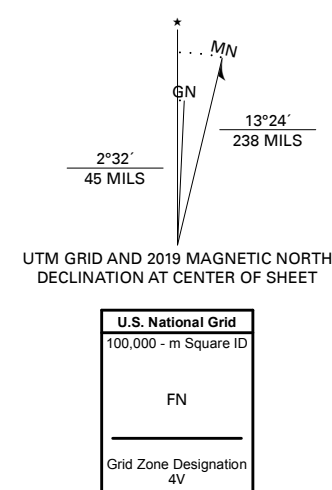 ★
MN
GN
13°24´
238 MILS
2°32´
45 MILS
UTM GRID AND 2019 MAGNETIC NORTH
DECLINATION AT CENTER OF SHEET
U.S. National Grid
100,000 - m Square ID
FN
Grid Zone Designation
4V